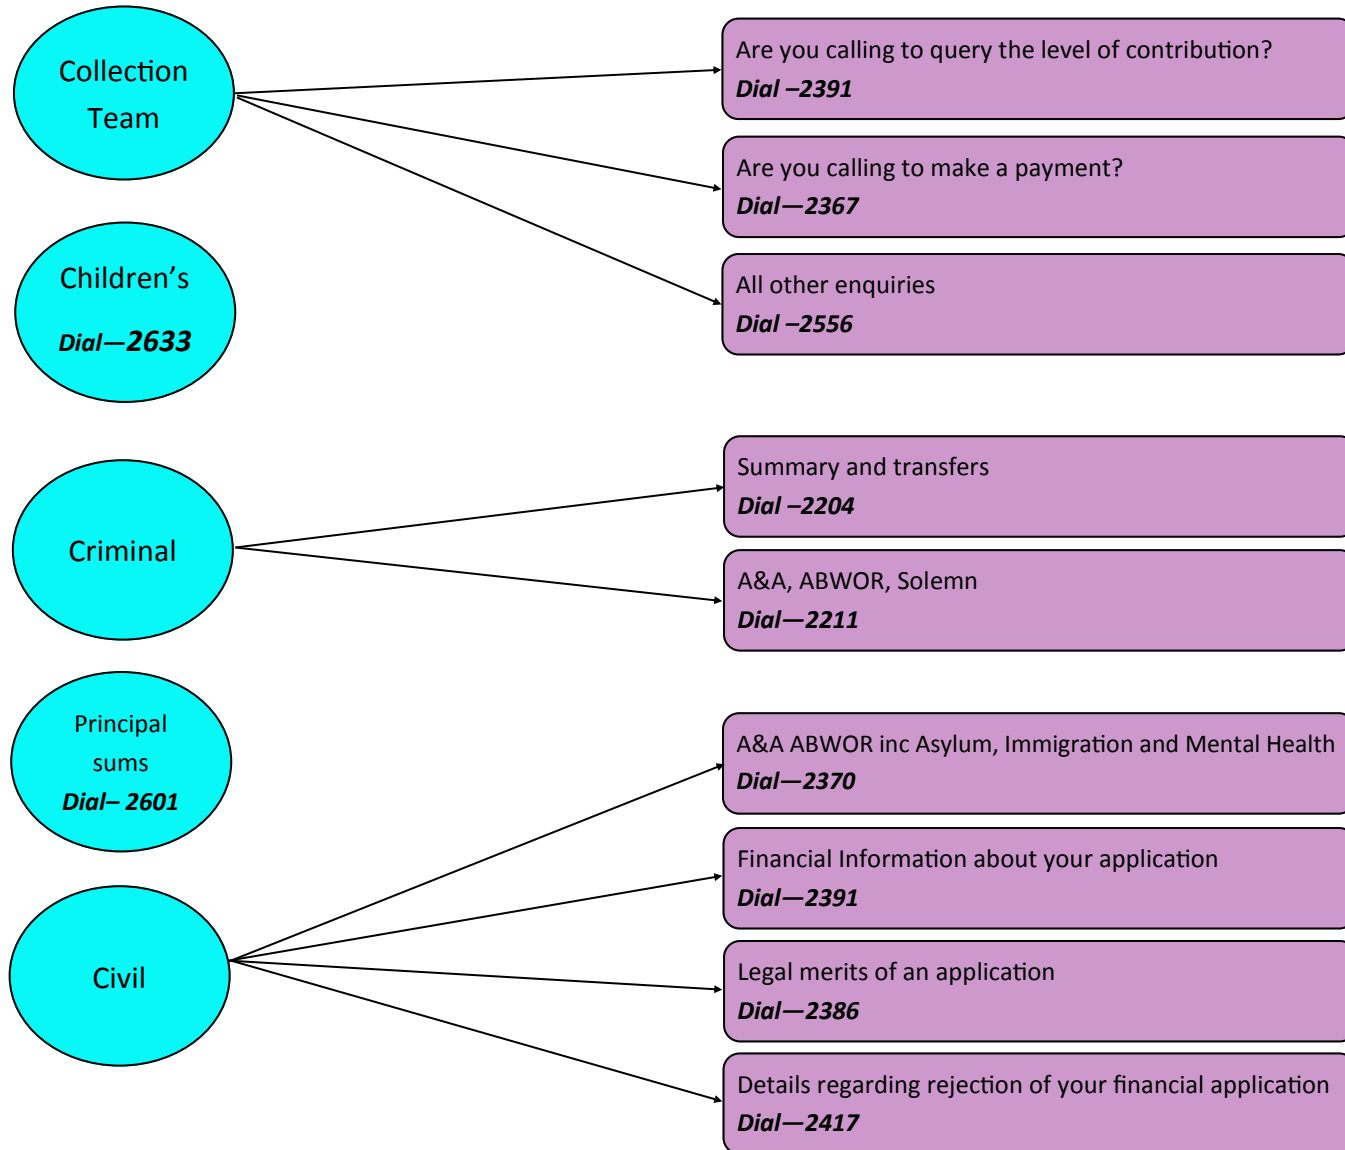 Collection
Team
Are you calling to query the level of contribution?
Dial –2391
Are you calling to make a payment?
Dial—2367
All other enquiries
Dial –2556
Children’s
Dial—2633
Criminal
Summary and transfers
Dial –2204
A&A, ABWOR, Solemn
Dial—2211
Principal
sums
Dial– 2601
Civil
A&A ABWOR inc Asylum, Immigration and Mental Health
Dial—2370
Financial Information about your application
Dial—2391
Legal merits of an application
Dial—2386
Details regarding rejection of your financial application
Dial—2417